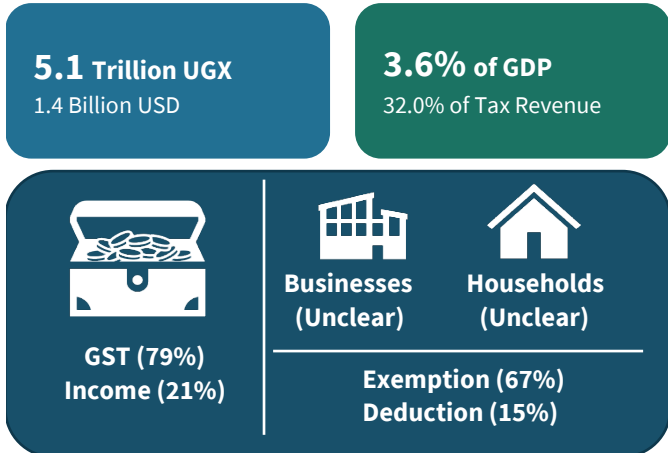 5.1 Trillion UGX
1.4 Billion USD
3.6% of GDP
32.0% of Tax Revenue
GST (79%)
Income (21%)
Businesses
(Unclear)
Households
(Unclear)
Exemption (67%)
Deduction (15%)